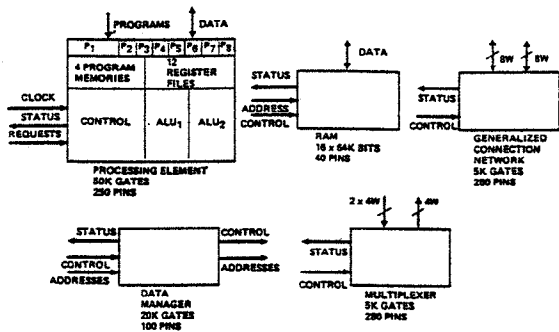 PROGRAMS
DATA
P1 P2 P3 P4 P5 P6 P7 P8
4 PROGRAM MEMORIES
12 REGISTER FILES
CLOCK
STATUS
REQUESTS
CONTROL
ALU1
ALU2
PROCESSING ELEMENT
50K GATES
250 PINS
DATA
STATUS
ADDRESS
CONTROL
RAM
16 x 64K BITS
40 PINS
8W
8W
STATUS
CONTROL
GENERALIZED
CONNECTION
NETWORK
5K GATES
280 PINS
STATUS
CONTROL
ADDRESSES
CONTROL
ADDRESSES
DATA
MANAGER
20K GATES
100 PINS
2 x 4W
4W
STATUS
CONTROL
MULTIPLEXER
5K GATES
280 PINS